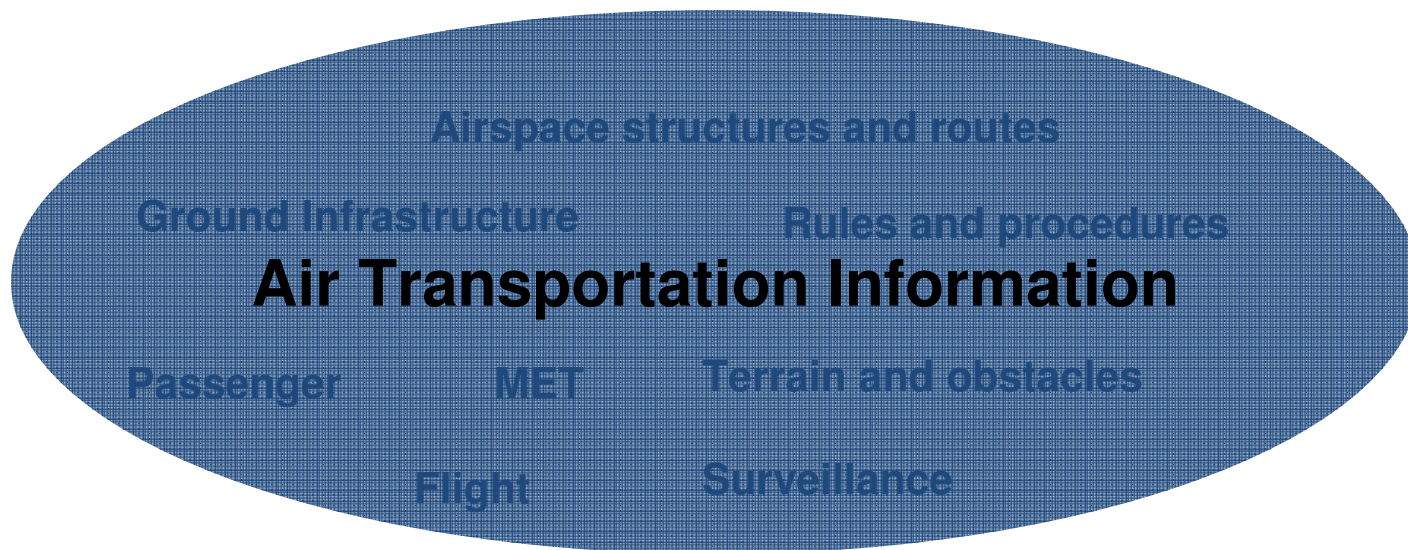 Airspace structures and routes
Ground Infrastructure
Rules and procedures
Air Transportation Information
Passenger
MET
Terrain and obstacles
Flight
Surveillance